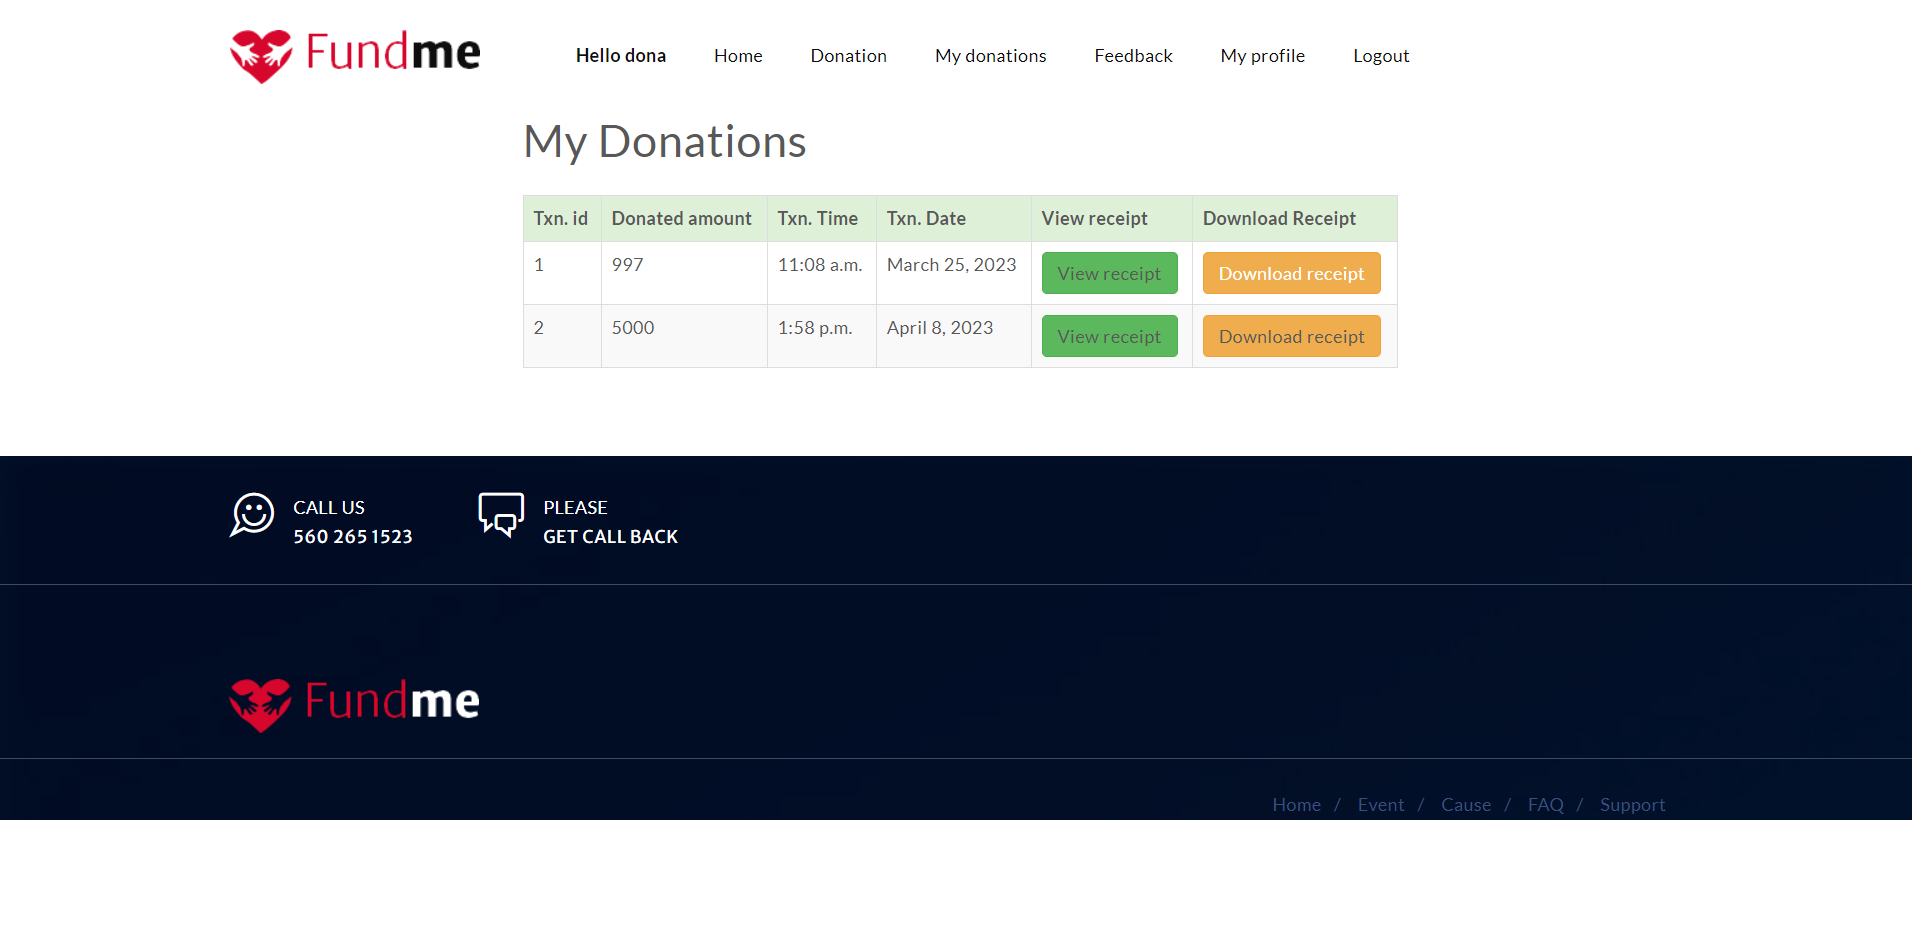 Fundme
Hello dona Home Donation My donations Feedback My profile Logout
My Donations
Txn. id Donated amount Txn. Time Txn. Date View receipt Download Receipt
1 997 11:08 a.m. March 25, 2023 View receipt Download receipt
2 5000 1:58 p.m. April 8, 2023 View receipt Download receipt
CALL US
560 265 1523
PLEASE
GET CALL BACK
Fundme
Home / Event / Cause / FAQ / Support